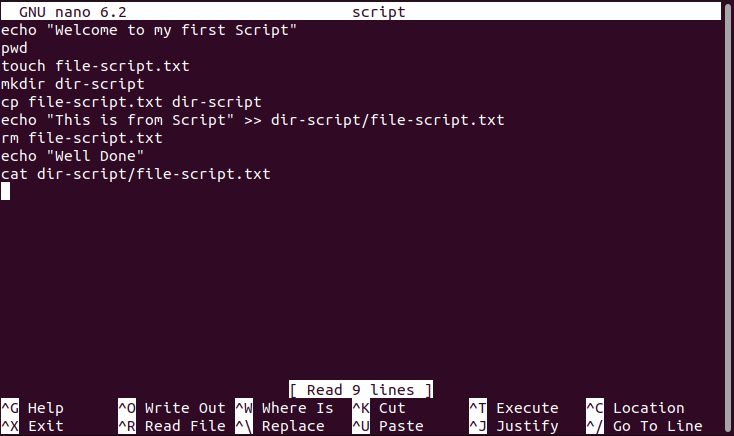 GNU nano 6.2 script
echo "Welcome to my first Script"
pwd
touch file-script.txt
mkdir dir-script
cp file-script.txt dir-script
echo "This is from Script" >> dir-script/file-script.txt
rm file-script.txt
echo "Well Done"
cat dir-script/file-script.txt
[ Read 9 lines ]
^G Help ^O Write Out ^W Where Is ^K Cut ^T Execute ^C Location
^X Exit ^R Read File ^\ Replace ^U Paste ^J Justify ^/ Go To Line